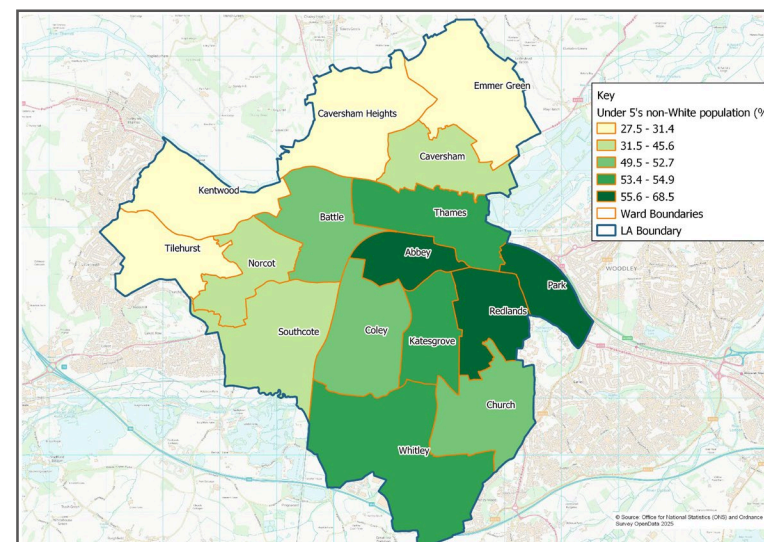 Emmer Green
Caversham Heights
Caversham
Kentwood
Battle
Thames
Tilehurst
Norcot
Abbey
Park
Redlands
Southcote
Coley
Katesgrove
Church
Whitley
WOODLEY
Key
Under 5's non-White population (%
27.5 - 31.4
31.5 - 45.6
49.5 - 52.7
53.4 - 54.9
55.6 - 68.5
Ward Boundaries
LA Boundary
© Source: Office for National Statistics (ONS) and Ordnance
Survey OpenData 2025